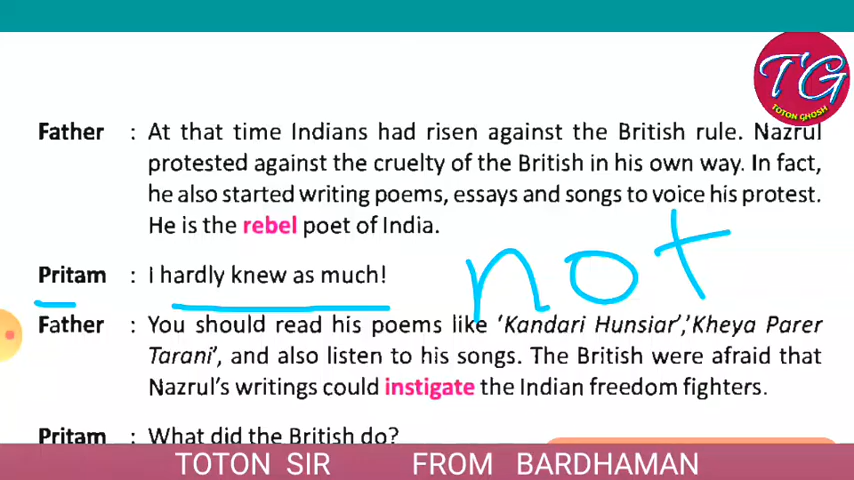 TG
TOTON GHOSH
Father : At that time Indians had risen against the British rule. Nazrul
protested against the cruelty of the British in his own way. In fact,
he also started writing poems, essays and songs to voice his protest.
He is the rebel poet of India.
Pritam : I hardly knew as much!
not
Father : You should read his poems like ‘Kandari Hunsiar’,’Kheya Parer
Tarani’, and also listen to his songs. The British were afraid that
Nazrul’s writings could instigate the Indian freedom fighters.
Pritam : What did the British do?
TOTON SIR FROM BARDHAMAN